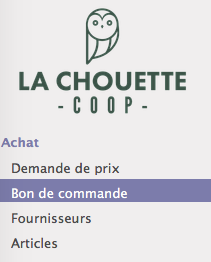 LA CHOUETTE
- COOP -
Achat
Demande de prix
Bon de commande
Fournisseurs
Articles